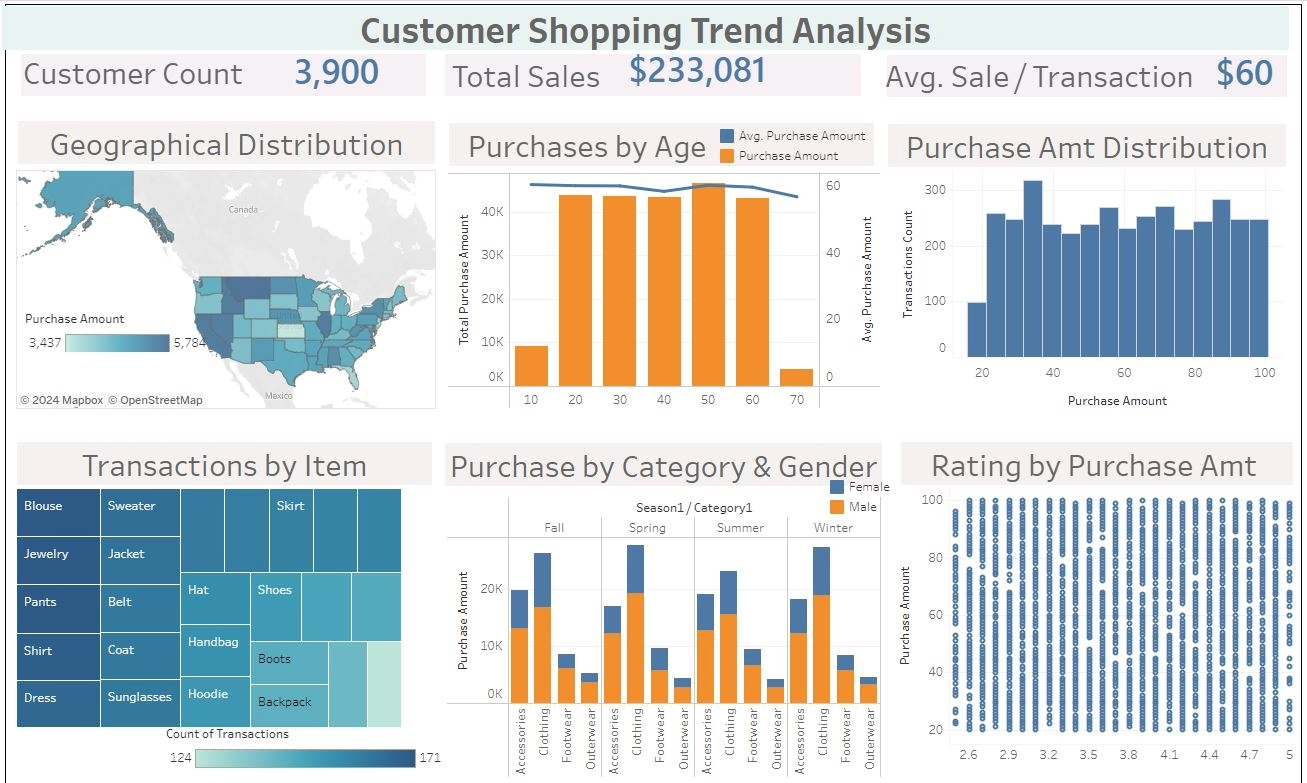 Customer Shopping Trend Analysis
Customer Count 3,900
Total Sales $233,081
Avg. Sale / Transaction $60
Geographical Distribution
Canada
Purchase Amount
3,437 5,784
Mexico
© 2024 Mapbox © OpenStreetMap
Purchases by Age
Avg. Purchase Amount
Purchase Amount
Total Purchase Amount
40K
30K
20K
10K
0K
60
40
20
0
Avg. Purchase Amount
10 20 30 40 50 60 70
Purchase Amt Distribution
Transactions Count
300
200
100
0
20 40 60 80 100
Purchase Amount
Transactions by Item
Blouse
Jewelry
Pants
Shirt
Dress
Sweater
Jacket
Belt
Coat
Sunglasses
Skirt
Hat
Handbag
Hoodie
Shoes
Boots
Backpack
Count of Transactions
124 171
Purchase by Category & Gender
Female
Male
Season1 / Category1
Fall Spring Summer Winter
Purchase Amount
20K
10K
0K
Accessories Clothing Footwear Outerwear Accessories Clothing Footwear Outerwear Accessories Clothing Footwear Outerwear Accessories Clothing Footwear Outerwear
Rating by Purchase Amt
Purchase Amount
100
80
60
40
20
2.6 2.9 3.2 3.5 3.8 4.1 4.4 4.7 5